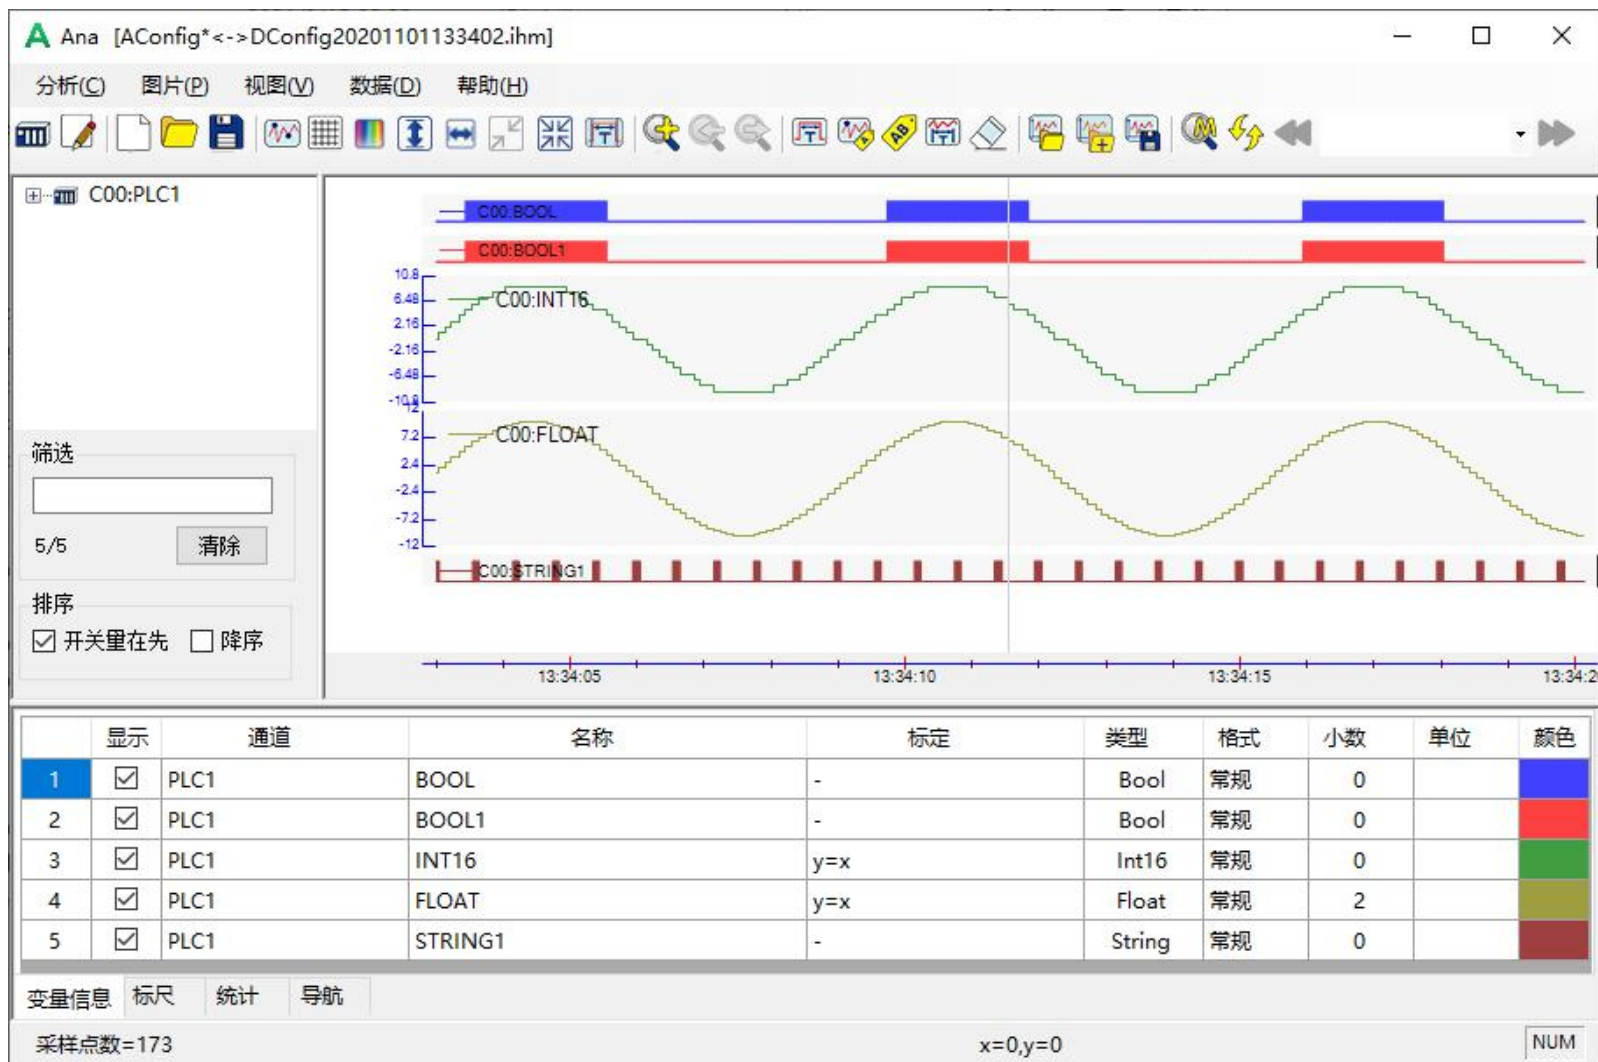 Ana [AConfig*<->DConfig20201101133402.ihm]
分析(C) 图片(P) 视图(V) 数据(D) 帮助(H)
C00:PLC1
筛选
5/5 清除
排序
开关量在先 降序
C00:BOOL
C00:BOOL1
10.8
6.48
2.16
-2.16
-6.48
-10.8
C00:INT16
12
7.2
2.4
-2.4
-7.2
-12
C00:FLOAT
C00:STRING1
13:34:05 13:34:10 13:34:15 13:34:2
显示 通道 名称 标定 类型 格式 小数 单位 颜色
1 PLC1 BOOL - Bool 常规 0
2 PLC1 BOOL1 - Bool 常规 0
3 PLC1 INT16 y=x Int16 常规 0
4 PLC1 FLOAT y=x Float 常规 2
5 PLC1 STRING1 - String 常规 0
变量信息 标尺 统计 导航
采样点数=173 x=0,y=0 NUM